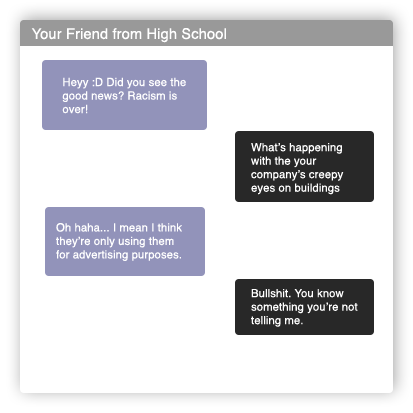 Your Friend from High School
Heyy :D Did you see the
good news? Racism is
over!
What's happening
with the your
company's creepy
eyes on buildings
Oh haha... I mean I think
they're only using them
for advertising purposes.
Bullshit. You know
something you're not
telling me.